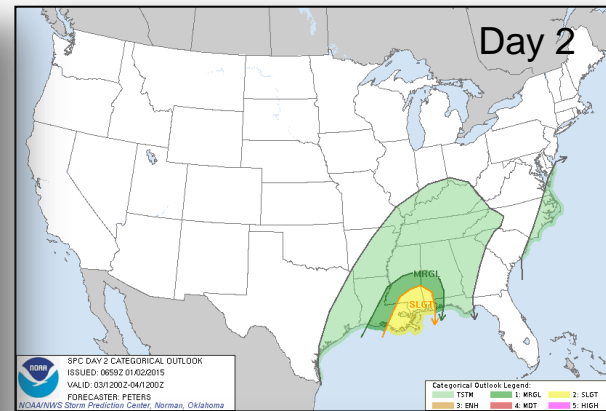 Day 2
MRGL
SLGT
NOAA
SPC DAY 2 CATEGORICAL OUTLOOK
ISSUED: 0659Z 01/02/2015
VALID: 03/1200Z-04/1200Z
FORECASTER: PETERS
NOAA/NWS Storm Prediction Center, Norman, Oklahoma
Categorical Outlook Legend:
TSTM 1: MRGL 2: SLGT
3: ENH 4: MDT 5: HIGH